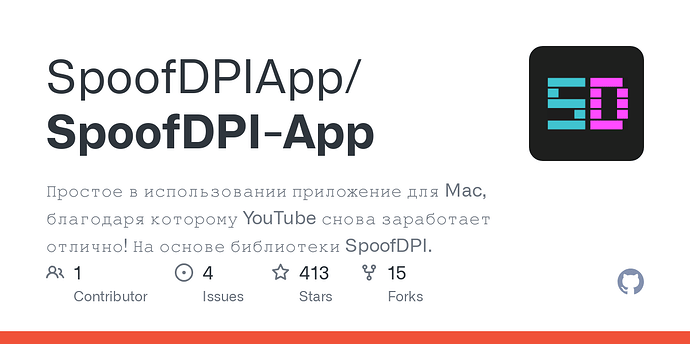 SpoofDPIApp/
SpoofDPI-App
SD
Простое в использовании приложение для Mac,
благодаря которому YouTube снова заработает
отлично! На основе библиотеки SpoofDPI.
1 4 413 15
Contributor Issues Stars Forks